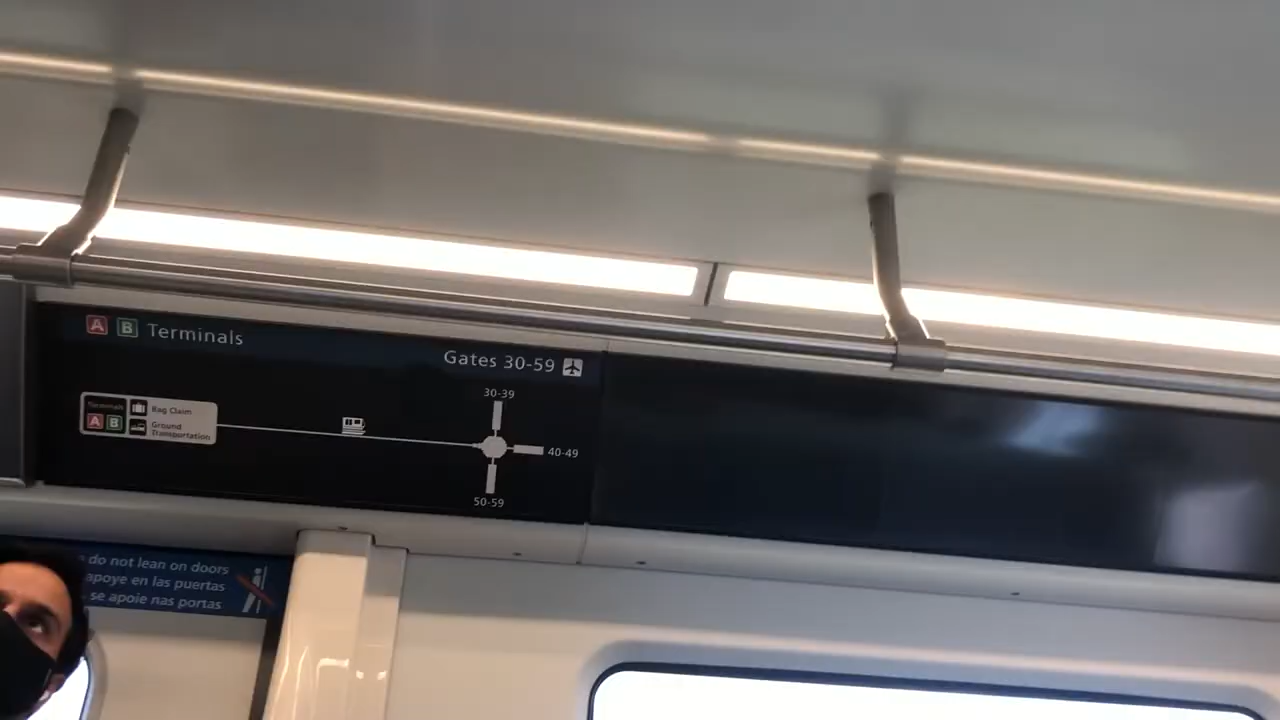 A B Terminals
Gates 30-59
30-39
Terminals
A B
Bag Claim
Ground
Transportation
40-49
50-59
do not lean on doors
apoye en las puertas
se apoie nas portas